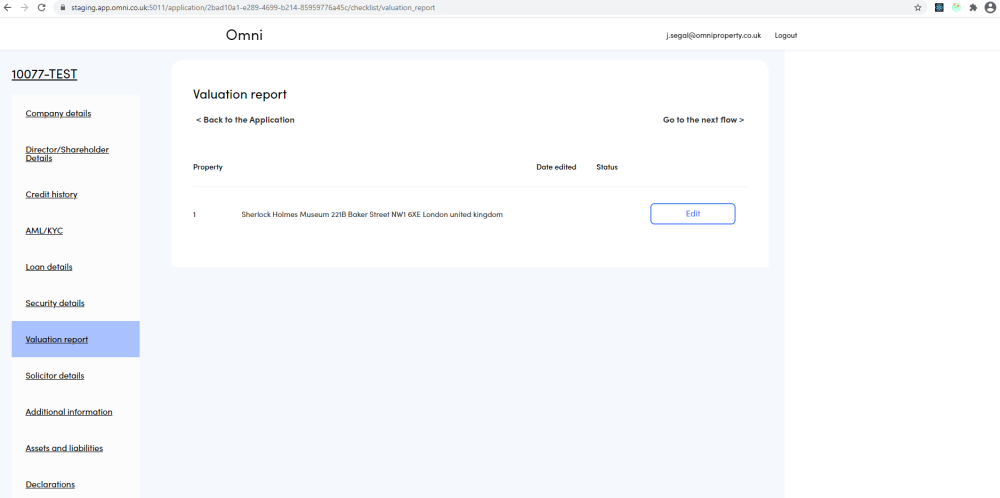 staging.app.omni.co.uk:5011/application/2bad10a1-e289-4699-b214-85959776a45c/checklist/valuation_report
Omni
j.segal@omniproperty.co.uk Logout
10077-TEST
Company details
Director/Shareholder
Details
Credit history
AML/KYC
Loan details
Security details
Valuation report
Solicitor details
Additional information
Assets and liabilities
Declarations
Valuation report
< Back to the Application Go to the next flow >
Property Date edited Status
1 Sherlock Holmes Museum 221B Baker Street NW1 6XE London united kingdom Edit